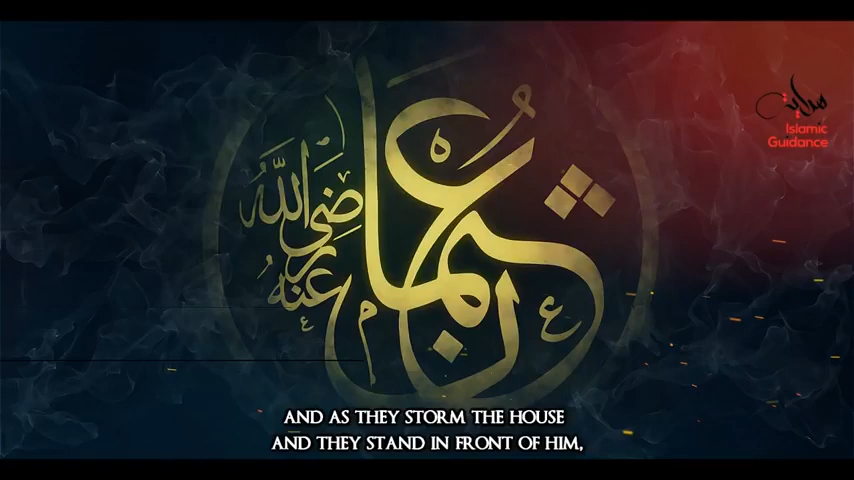 عثمان
رضي الله عنه
هداية
Islamic
Guidance
AND AS THEY STORM THE HOUSE
AND THEY STAND IN FRONT OF HIM,